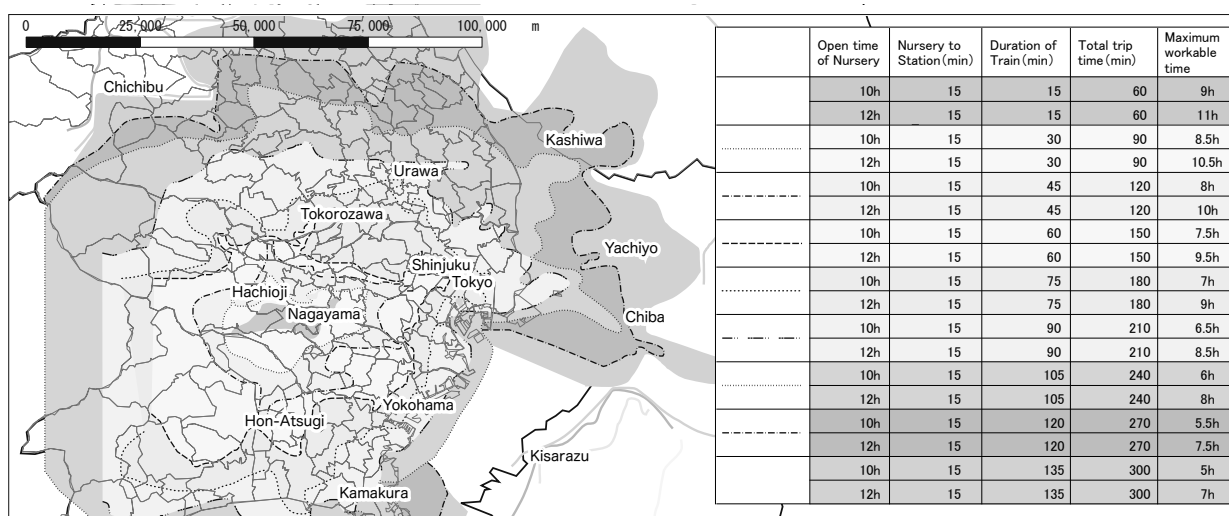 0 25,000 50,000 75,000 100,000 m
Chichibu
Kashiwa
Urawa
Tokorozawa
Yachiyo
Shinjuku
Hachioji
Tokyo
Nagayama
Chiba
Yokohama
Hon-Atsugi
Kisarazu
Kamakura
Open time of Nursery Nursery to Station(min) Duration of Train(min) Total trip time(min) Maximum workable time
10h 15 15 60 9h
12h 15 15 60 11h
10h 15 30 90 8.5h
12h 15 30 90 10.5h
10h 15 45 120 8h
12h 15 45 120 10h
10h 15 60 150 7.5h
12h 15 60 150 9.5h
10h 15 75 180 7h
12h 15 75 180 9h
10h 15 90 210 6.5h
12h 15 90 210 8.5h
10h 15 105 240 6h
12h 15 105 240 8h
10h 15 120 270 5.5h
12h 15 120 270 7.5h
10h 15 135 300 5h
12h 15 135 300 7h